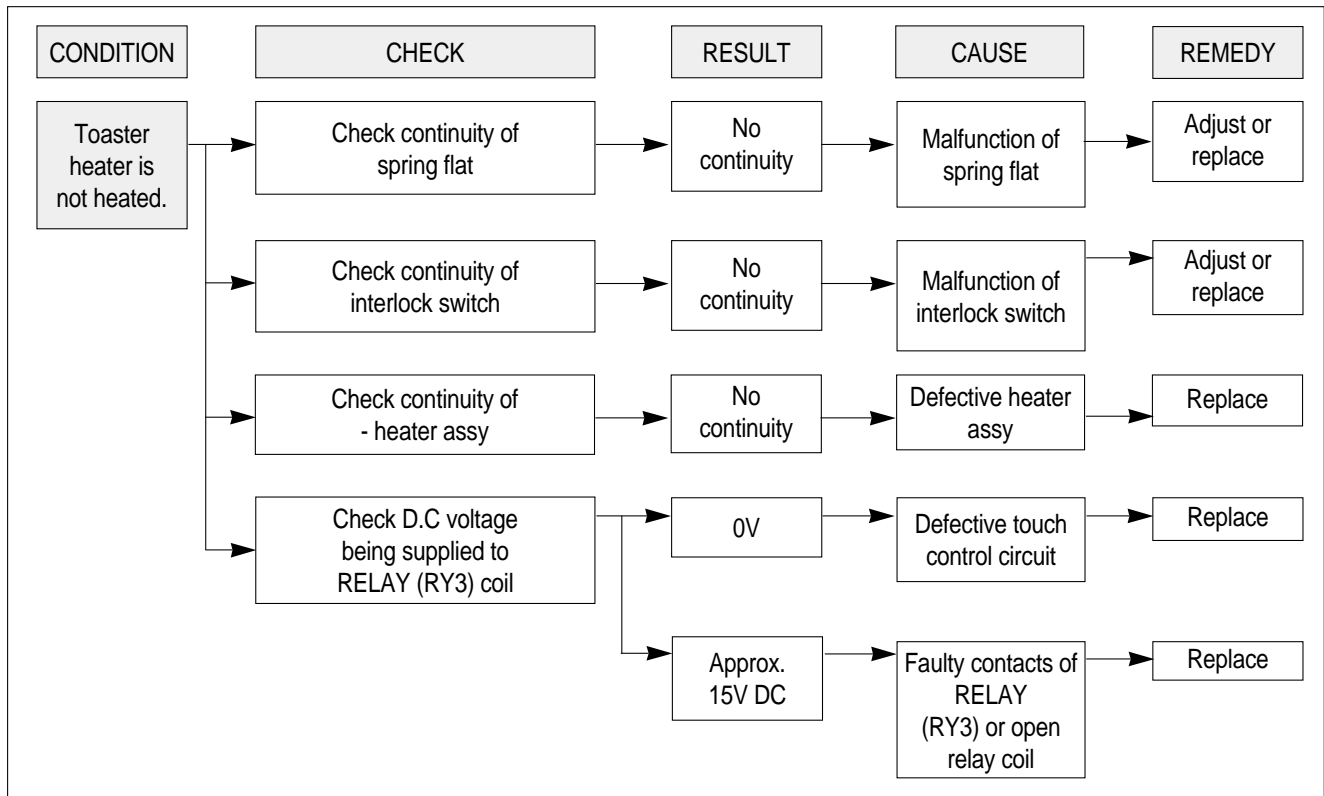 CONDITION
CHECK
RESULT
CAUSE
REMEDY
Toaster
heater is
not heated.
Check continuity of
spring flat
No
continuity
Malfunction of
spring flat
Adjust or
replace
Check continuity of
interlock switch
No
continuity
Malfunction of
interlock switch
Adjust or
replace
Check continuity of
- heater assy
No
continuity
Defective heater
assy
Replace
Check D.C voltage
being supplied to
RELAY (RY3) coil
0V
Defective touch
control circuit
Replace
Approx.
15V DC
Faulty contacts of
RELAY
(RY3) or open
relay coil
Replace